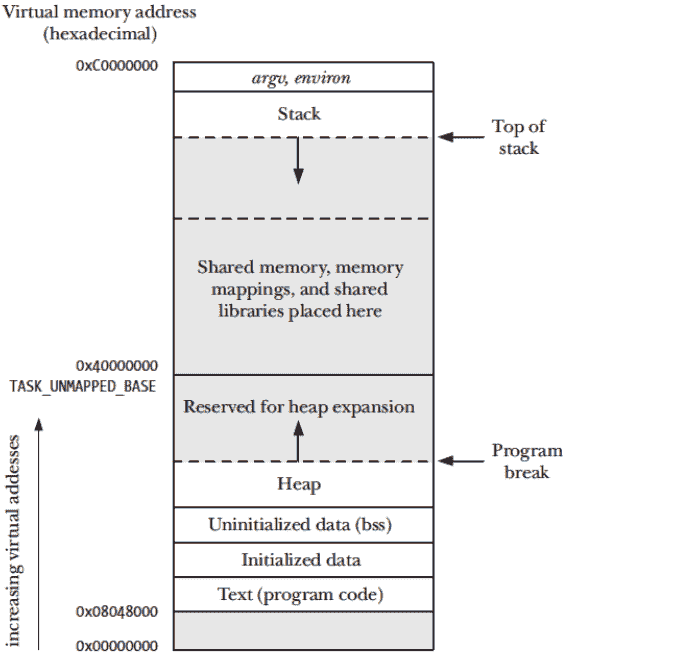 Virtual memory address
(hexadecimal)
0xC0000000
argv, environ
Stack
Top of
stack
Shared memory, memory
mappings, and shared
libraries placed here
0x40000000
TASK_UNMAPPED_BASE
Reserved for heap expansion
Program
break
Heap
Uninitialized data (bss)
Initialized data
Text (program code)
0x08048000
0x00000000
increasing virtual addesses